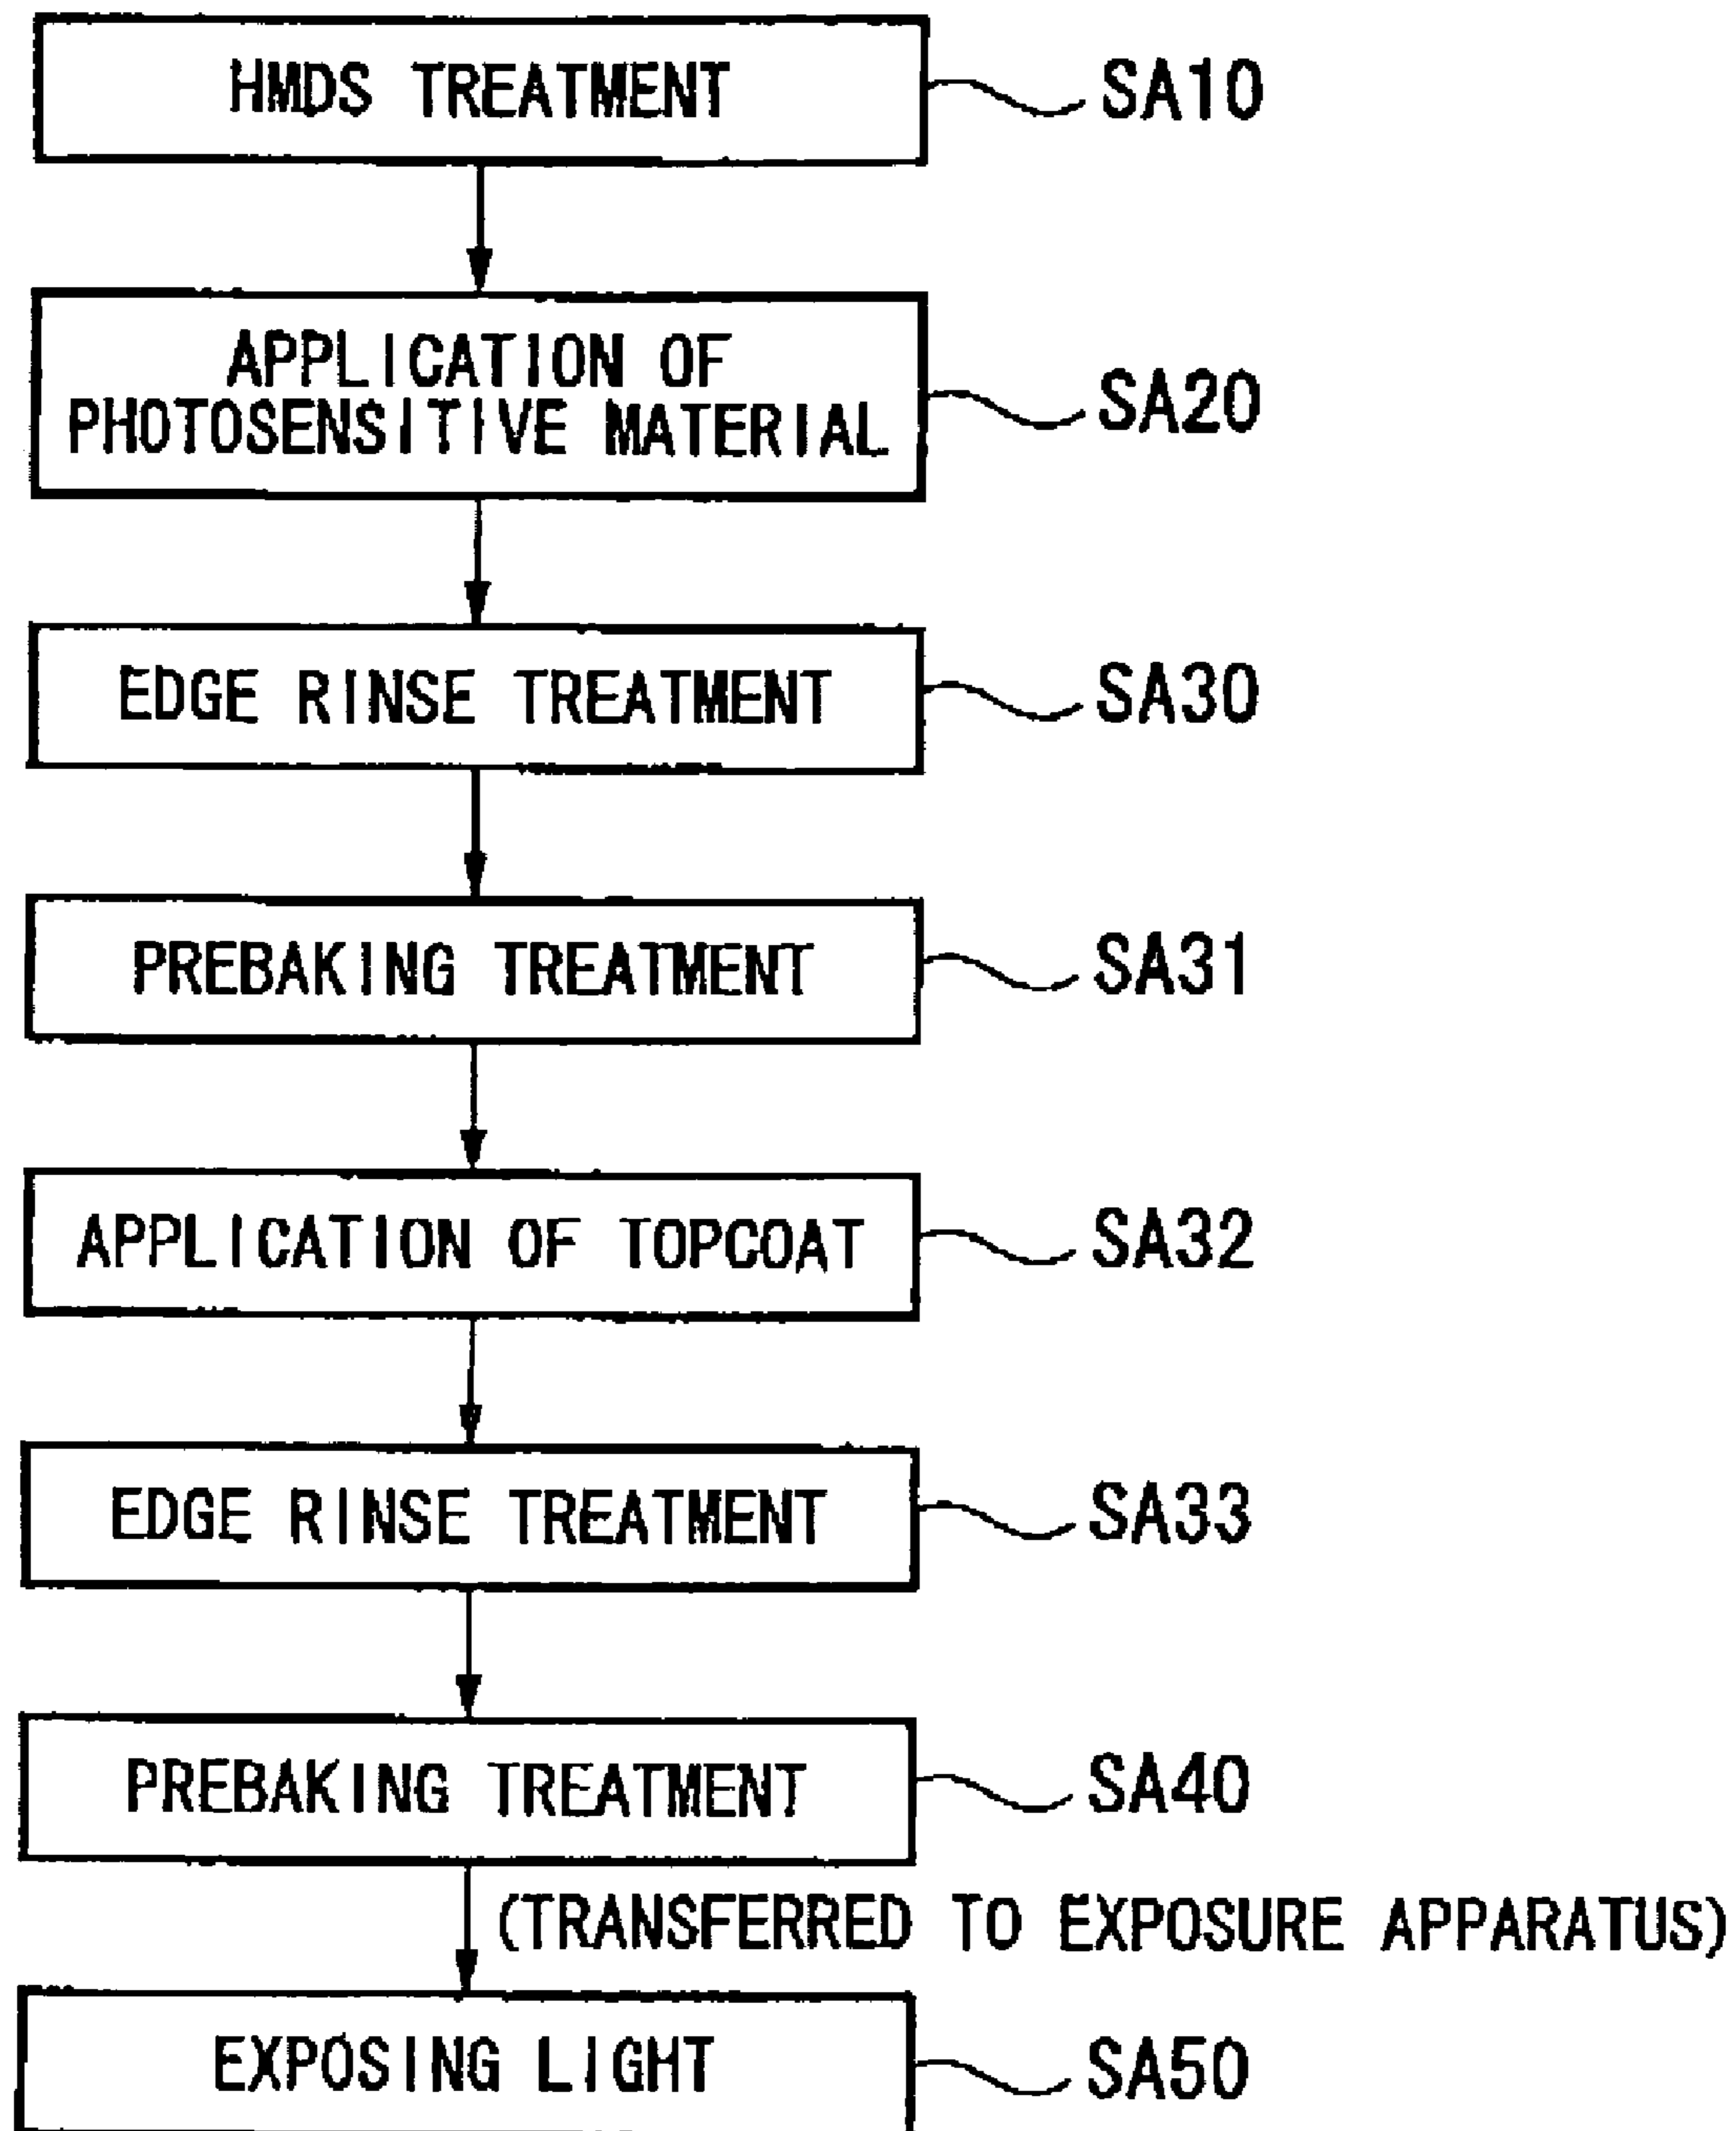 HMDS TREATMENT
SA10
APPLICATION OF
PHOTOSENSITIVE MATERIAL
SA20
EDGE RINSE TREATMENT
SA30
PREBAKING TREATMENT
SA31
APPLICATION OF TOPCOAT
SA32
EDGE RINSE TREATMENT
SA33
PREBAKING TREATMENT
SA40
(TRANSFERRED TO EXPOSURE APPARATUS)
EXPOSING LIGHT
SA50